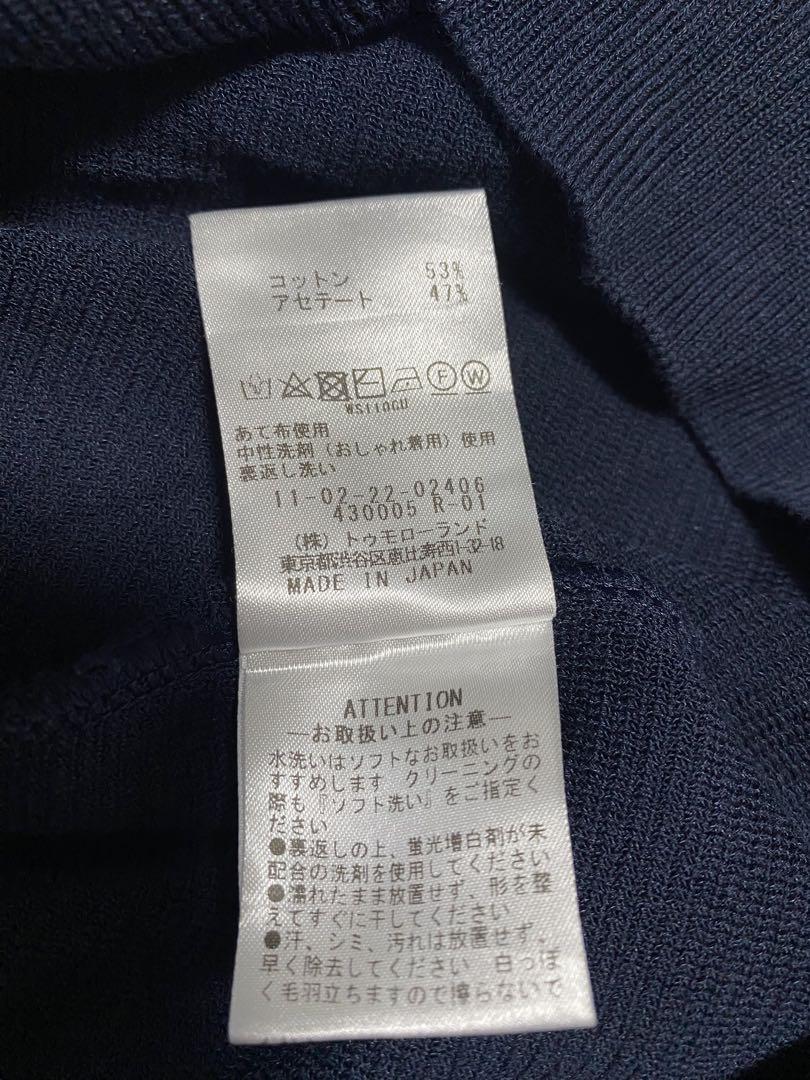 コットン 53%
アセテート 47%
F W
WS110GU
あて布使用
中性洗剤（おしゃれ着用）使用
裏返し洗い
11-02-22-02406
430005 R-01
（株）トゥモローランド
東京都渋谷区恵比寿西1-32-18
MADE IN JAPAN
ATTENTION
—お取扱い上の注意—
水洗いはソフトなお取扱いをお
すすめします クリーニングの
際も『ソフト洗い』をご指定く
ださい
●裏返しの上、蛍光増白剤が未
配合の洗剤を使用してください
●濡れたまま放置せず、形を整
えてすぐに干してください
●汗、シミ、汚れは放置せず、
早く除去してください 白っぽ
く毛羽立ちますので擦らないで